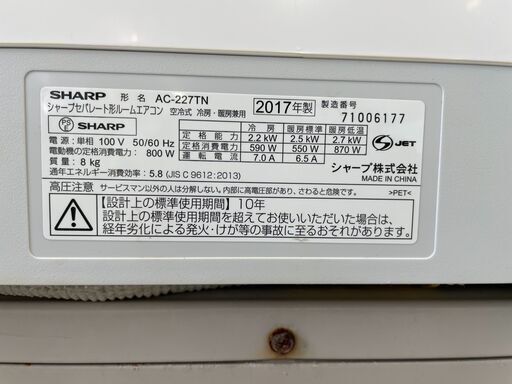 SHARP 形名 AC-227TN
シャープセパレート形ルームエアコン 空冷式 冷房・暖房兼用
2017年製
製造番号
71006177
PS E SHARP
電源:単相 100 V 50/60 Hz
電動機の定格消費電力: 800 W
質量:8 kg
冷房 暖房標準 暖房低温
定格能力 2.2 kW 2.5 kW 2.7 kW
定格消費電力 590 W 550 W 870 W
運転電流 7.0 A 6.5 A
S JET
通年エネルギー消費効率:5.8 (JIS C 9612:2013)
シャープ株式会社
MADE IN CHINA
高圧注意 サービスマン以外の人は分解しない。内部に高電圧部があり、さわると危険です。
>PET<
【設計上の標準使用期間】10年
設計上の標準使用期間を超えてお使いいただいた場合は、
経年劣化による発火・けが等の事故に至るおそれがあります。